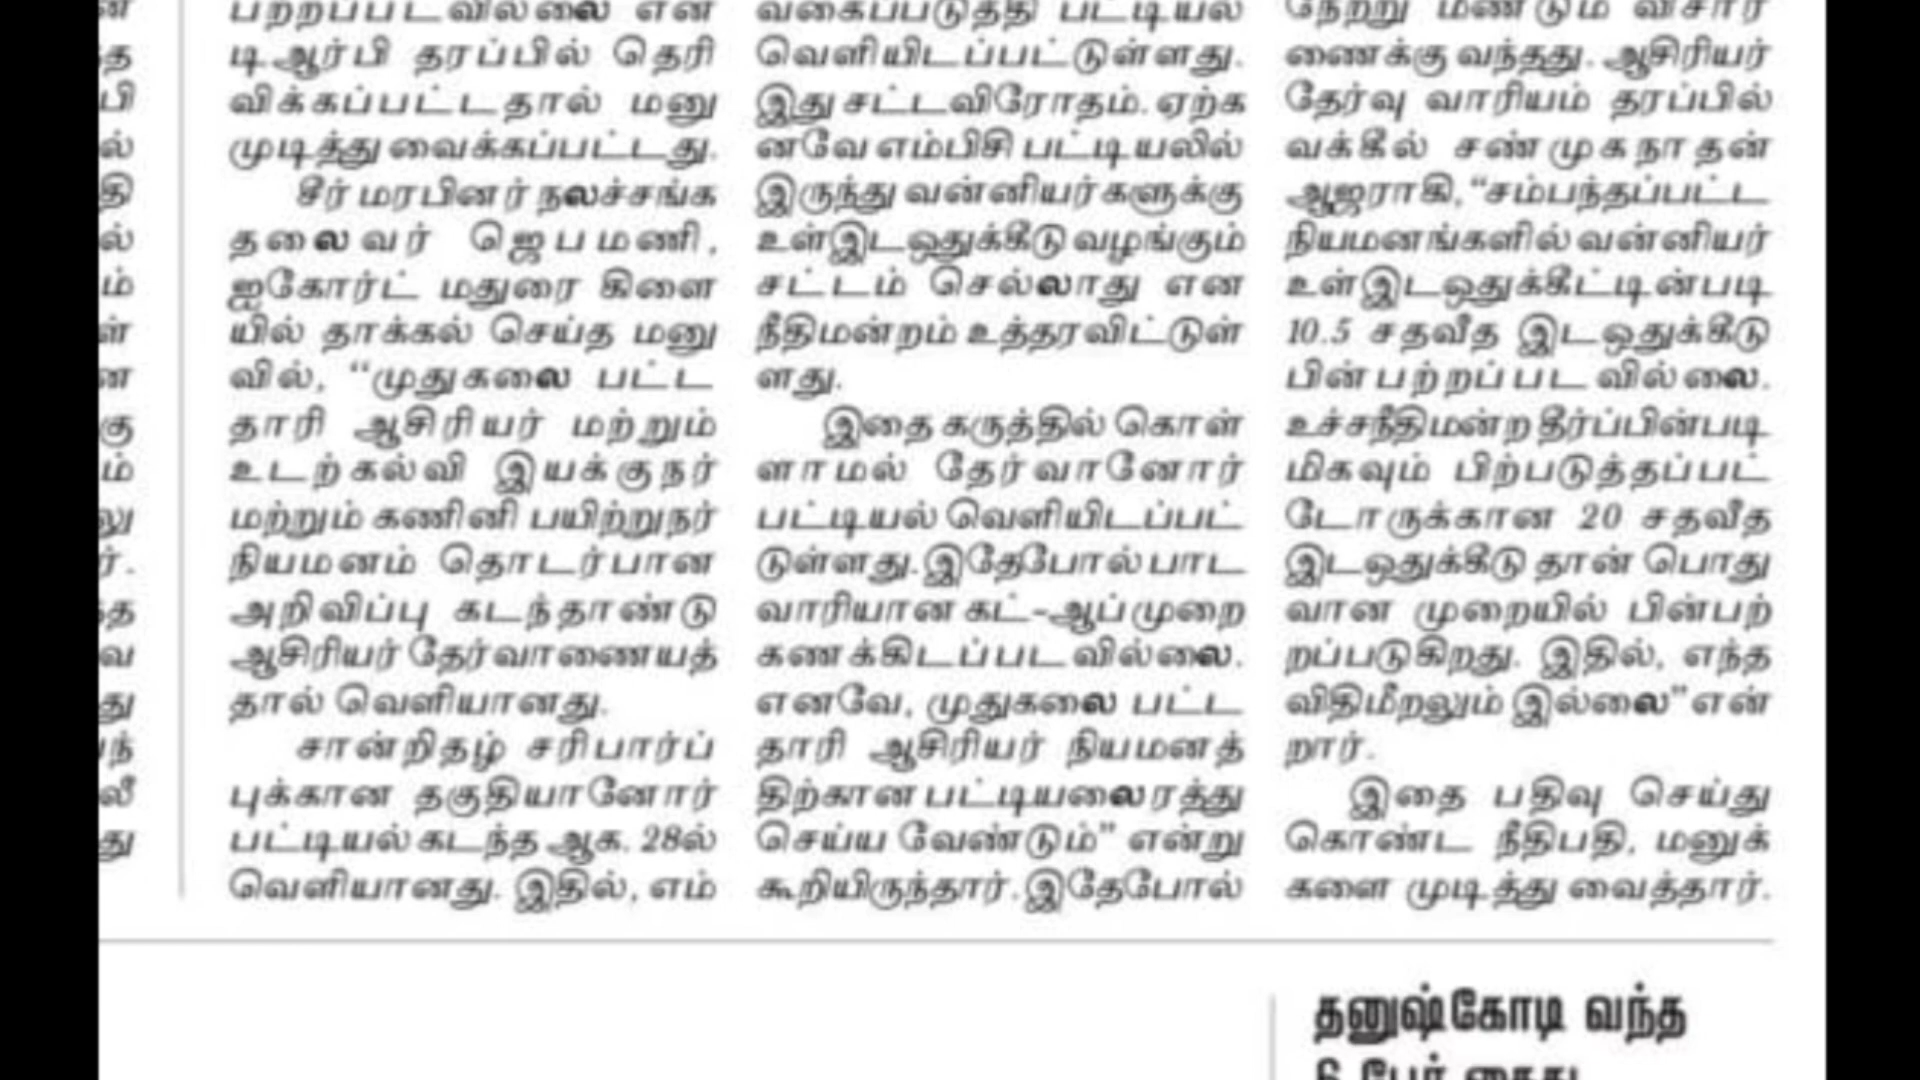 பற்றப்படவில்லை என
டிஆர்பி தரப்பில் தெரி
விக்கப்பட்டதால் மனு
முடித்து வைக்கப்பட்டது.
சீர் மரபினர் நலச்சங்க
தலைவர் ஜெபமணி,
ஐகோர்ட் மதுரை கிளை
யில் தாக்கல் செய்த மனு
வில், “முதுகலை பட்ட
தாரி ஆசிரியர் மற்றும்
உடற்கல்வி இயக்குநர்
மற்றும் கணினி பயிற்றுநர்
நியமனம் தொடர்பான
அறிவிப்பு கடந்தாண்டு
ஆசிரியர் தேர்வாணையத்
தால் வெளியானது.
சான்றிதழ் சரிபார்ப்
புக்கான தகுதியானோர்
பட்டியல் கடந்த ஆக. 28ல்
வெளியானது. இதில், எம்
வகைப்படுத்தி பட்டியல்
வெளியிடப்பட்டுள்ளது.
இது சட்டவிரோதம். ஏற்க
னவே எம்பிசி பட்டியலில்
இருந்து வன்னியர்களுக்கு
உள்இடஒதுக்கீடு வழங்கும்
சட்டம் செல்லாது என
நீதிமன்றம் உத்தரவிட்டுள்
ளது.
இதை கருத்தில் கொள்
ளாமல் தேர்வானோர்
பட்டியல் வெளியிடப்பட்
டுள்ளது. இதேபோல் பாட
வாரியான கட்-ஆப் முறை
கணக்கிடப்படவில்லை.
எனவே, முதுகலை பட்ட
தாரி ஆசிரியர் நியமனத்
திற்கான பட்டியலை ரத்து
செய்ய வேண்டும்” என்று
கூறியிருந்தார். இதேபோல்
நேற்று மீண்டும் விசார
ணைக்கு வந்தது. ஆசிரியர்
தேர்வு வாரியம் தரப்பில்
வக்கீல் சண்முகநாதன்
ஆஜராகி, “சம்பந்தப்பட்ட
நியமனங்களில் வன்னியர்
உள்இடஒதுக்கீட்டின்படி
10.5 சதவீத இடஒதுக்கீடு
பின்பற்றப்படவில்லை.
உச்சநீதிமன்ற தீர்ப்பின்படி
மிகவும் பிற்படுத்தப்பட்
டோருக்கான 20 சதவீத
இடஒதுக்கீடு தான் பொது
வான முறையில் பின்பற்
றப்படுகிறது. இதில், எந்த
விதிமீறலும் இல்லை” என்
றார்.
இதை பதிவு செய்து
கொண்ட நீதிபதி, மனுக்
களை முடித்து வைத்தார்.
தனுஷ்கோடி வந்த
6 பேர் கைது